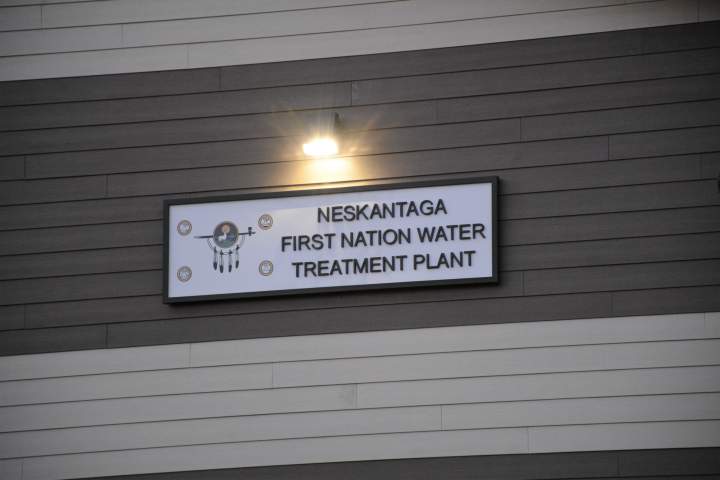 NESKANTAGA
FIRST NATION WATER
TREATMENT PLANT